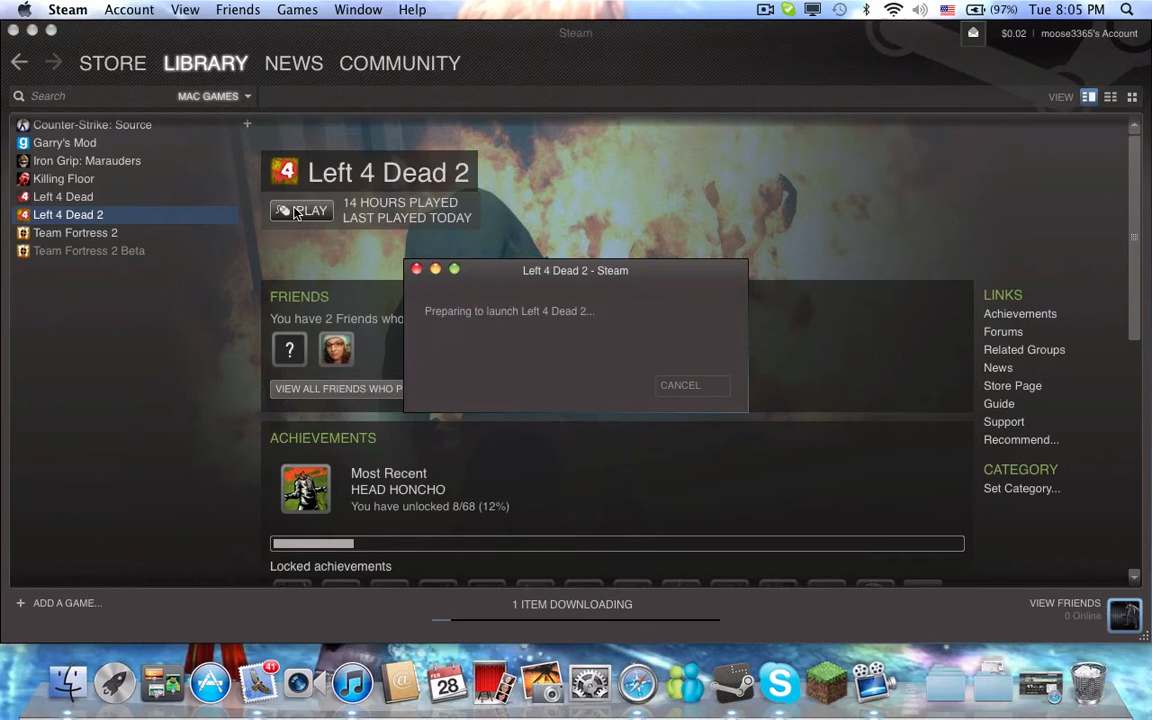 Steam Account View Friends Games Window Help (97%) Tue 8:05 PM
Steam
$0.02 moose3365's Account
STORE LIBRARY NEWS COMMUNITY
Search MAC GAMES VIEW
Counter-Strike: Source
Garry's Mod
Iron Grip: Marauders
Killing Floor
Left 4 Dead
Left 4 Dead 2
Team Fortress 2
Team Fortress 2 Beta
4 Left 4 Dead 2
PLAY
14 HOURS PLAYED
LAST PLAYED TODAY
Left 4 Dead 2 - Steam
Preparing to launch Left 4 Dead 2...
CANCEL
FRIENDS
You have 2 Friends who
?
VIEW ALL FRIENDS WHO P
ACHIEVEMENTS
Most Recent
HEAD HONCHO
You have unlocked 8/68 (12%)
Locked achievements
LINKS
Achievements
Forums
Related Groups
News
Store Page
Guide
Support
Recommend...
CATEGORY
Set Category...
+ ADD A GAME...
1 ITEM DOWNLOADING
VIEW FRIENDS
0 Online
41
28